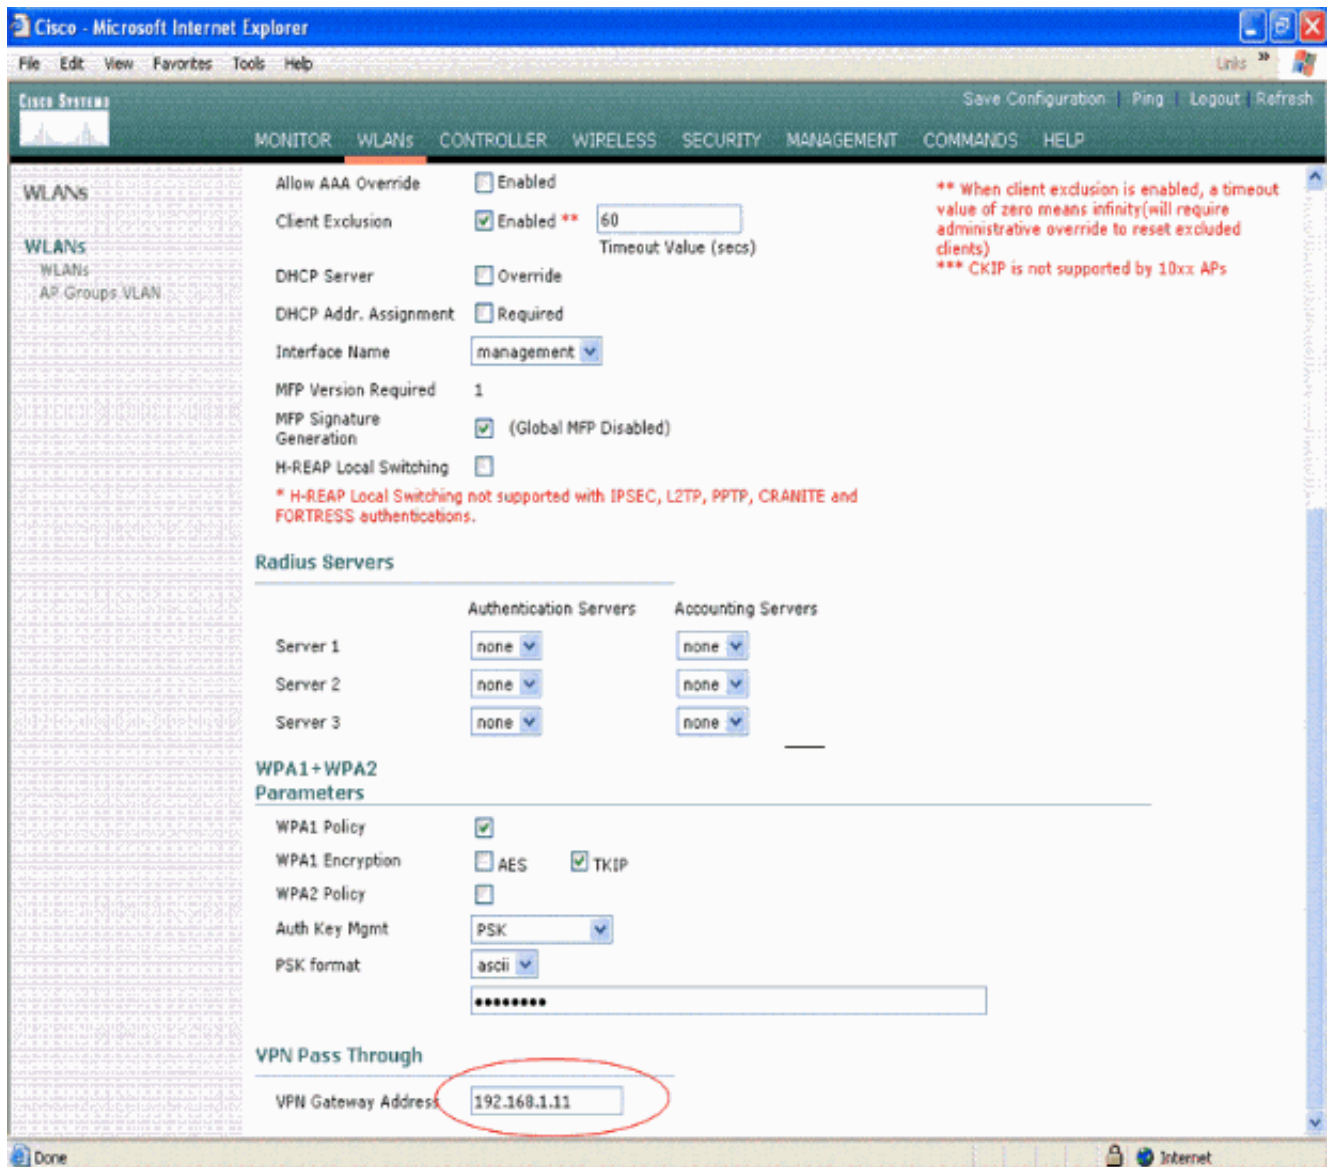 Cisco - Microsoft Internet Explorer
File Edit View Favorites Tools Help Links »
CISCO SYSTEMS
Save Configuration | Ping | Logout | Refresh
MONITOR WLANs CONTROLLER WIRELESS SECURITY MANAGEMENT COMMANDS HELP
WLANs
WLANs
WLANs
AP Groups VLAN
Allow AAA Override Enabled
Client Exclusion Enabled ** 60
Timeout Value (secs)
DHCP Server Override
DHCP Addr. Assignment Required
Interface Name management
MFP Version Required 1
MFP Signature
Generation (Global MFP Disabled)
H-REAP Local Switching
* H-REAP Local Switching not supported with IPSEC, L2TP, PPTP, CRANITE and
FORTRESS authentications.
** When client exclusion is enabled, a timeout
value of zero means infinity(will require
administrative override to reset excluded
clients)
*** CKIP is not supported by 10xx APs
Radius Servers
Authentication Servers Accounting Servers
Server 1 none none
Server 2 none none
Server 3 none none
WPA1+WPA2
Parameters
WPA1 Policy
WPA1 Encryption AES TKIP
WPA2 Policy
Auth Key Mgmt PSK
PSK format ascii
••••••••
VPN Pass Through
VPN Gateway Address 192.168.1.11
Done Internet